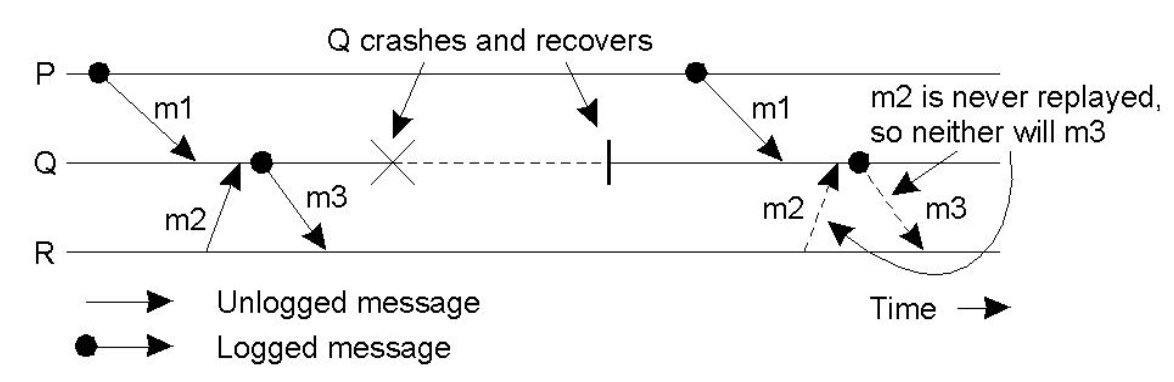 Q crashes and recovers
P
m1
m1
m2 is never replayed,
so neither will m3
Q
m2
m3
m2
m3
R
Unlogged message
Time
Logged message